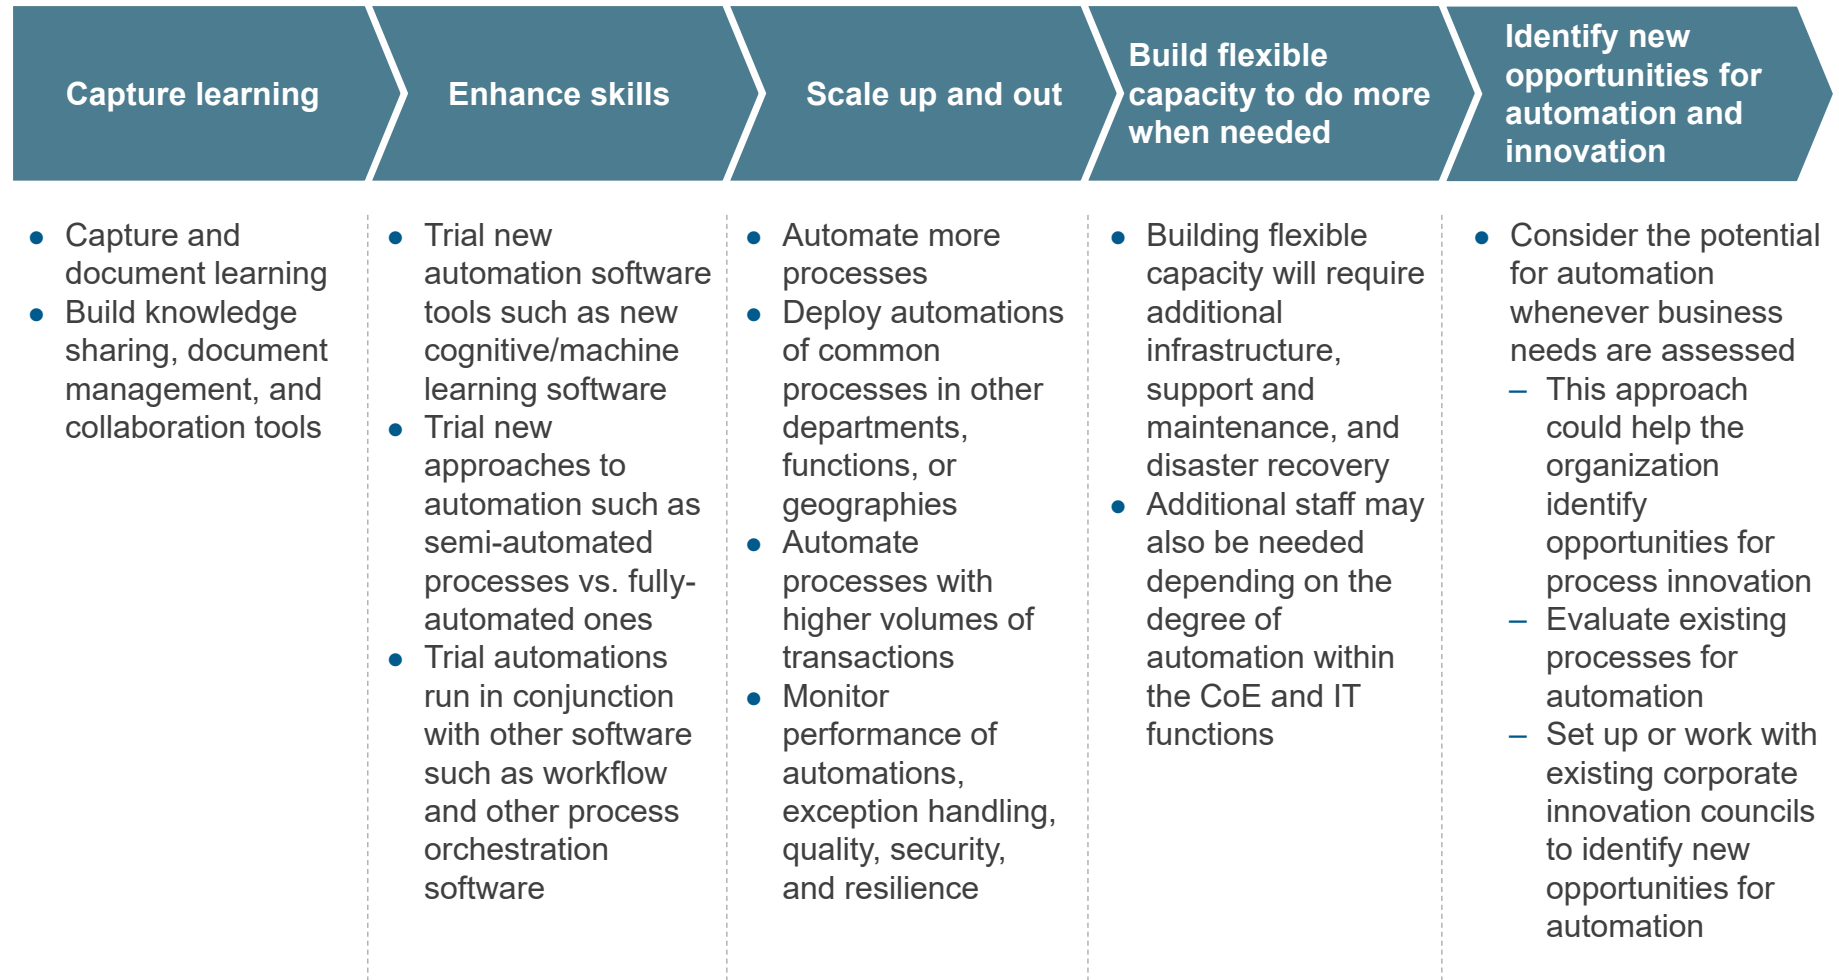 Capture learning
Enhance skills
Scale up and out
Build flexible
capacity to do more
when needed
Identify new
opportunities for
automation and
innovation
● Capture and
document learning
● Build knowledge
sharing, document
management, and
collaboration tools
● Trial new
automation software
tools such as new
cognitive/machine
learning software
● Trial new
approaches to
automation such as
semi-automated
processes vs. fully-
automated ones
● Trial automations
run in conjunction
with other software
such as workflow
and other process
orchestration
software
● Automate more
processes
● Deploy automations
of common
processes in other
departments,
functions, or
geographies
● Automate
processes with
higher volumes of
transactions
● Monitor
performance of
automations,
exception handling,
quality, security,
and resilience
● Building flexible
capacity will require
additional
infrastructure,
support and
maintenance, and
disaster recovery
● Additional staff may
also be needed
depending on the
degree of
automation within
the CoE and IT
functions
● Consider the potential
for automation
whenever business
needs are assessed
– This approach
could help the
organization
identify
opportunities for
process innovation
– Evaluate existing
processes for
automation
– Set up or work with
existing corporate
innovation councils
to identify new
opportunities for
automation